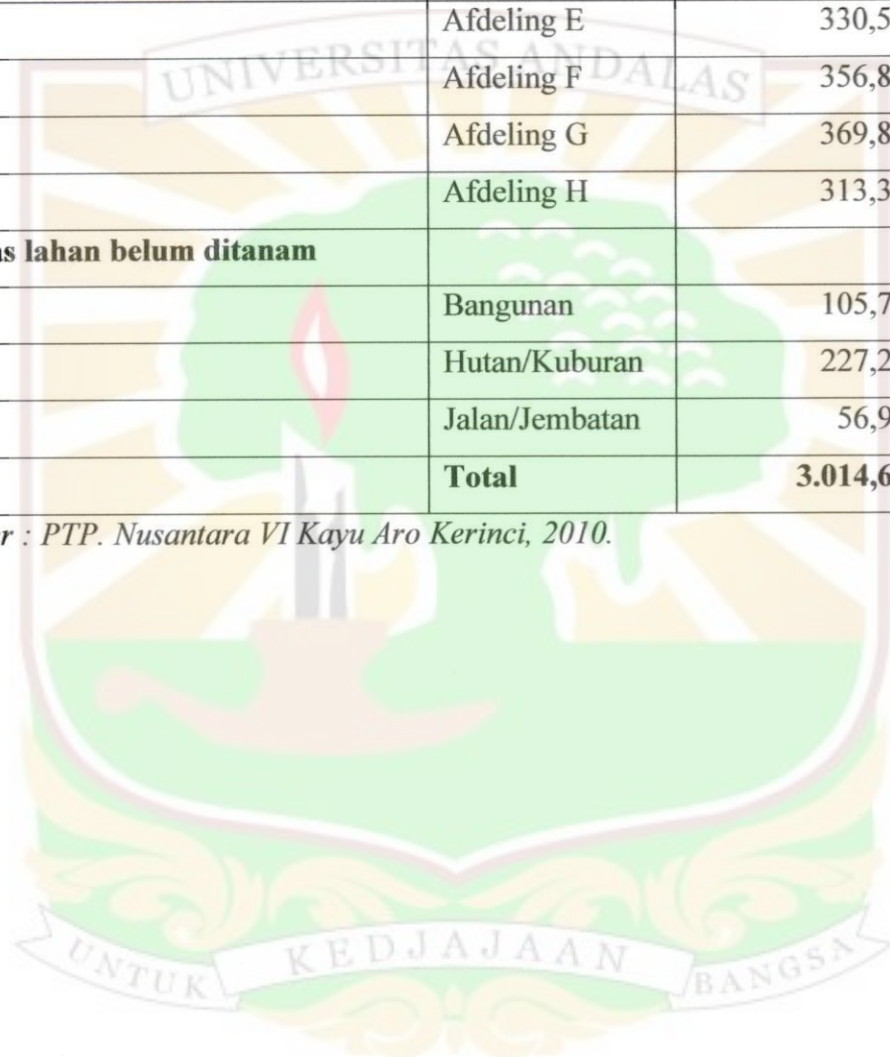 Afdeling E 330,5
UNIVERSITAS ANDALAS
Afdeling F 356,8
Afdeling G 369,8
Afdeling H 313,3
lahan belum ditanam
Bangunan 105,7
Hutan/Kuburan 227,2
Jalan/Jembatan 56,9
Total 3.014,6
: PTP. Nusantara VI Kayu Aro Kerinci, 2010.
UNTUK KEDJAJAAN BANGSA